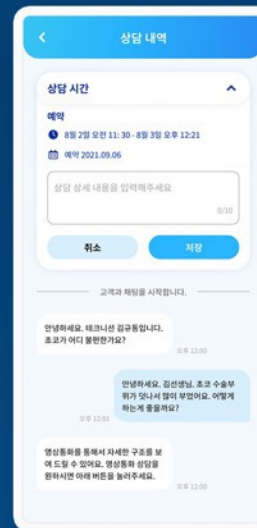 상담 내역
상담 시간
예약
8월 2일 오전 11: 30 - 8월 3일 오후 12:21
예약 2021.09.06
상담 상세 내용을 입력해주세요
0/10
취소
저장
고객과 채팅을 시작합니다.
안녕하세요. 테크니션 김규동입니다.
초코가 어디 불편한가요?
오후 12:00
안녕하세요. 김선생님. 초코 수술부
위가 덧나서 많이 부었어요. 어떻게
하는게 좋을까요?
오후 12:01
영상통화를 통해서 자세한 구조를 보
여 드릴 수 있어요. 영상통화 상담을
원하시면 아래 버튼을 눌러주세요.
오후 12:00